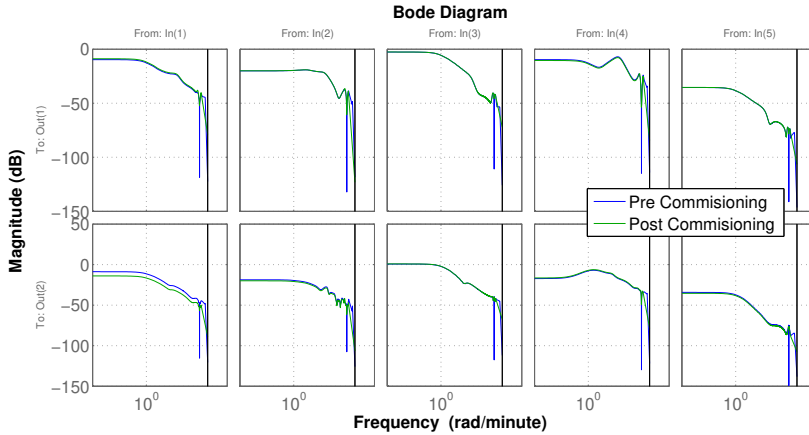 Bode Diagram
From: In(1)
From: In(2)
From: In(3)
From: In(4)
From: In(5)
Magnitude (dB)
To: Out(1)
0
−50
−100
−150
Pre Commisioning
Post Commisioning
To: Out(2)
50
0
−50
−100
−150
10^0
10^0
10^0
10^0
10^0
Frequency (rad/minute)